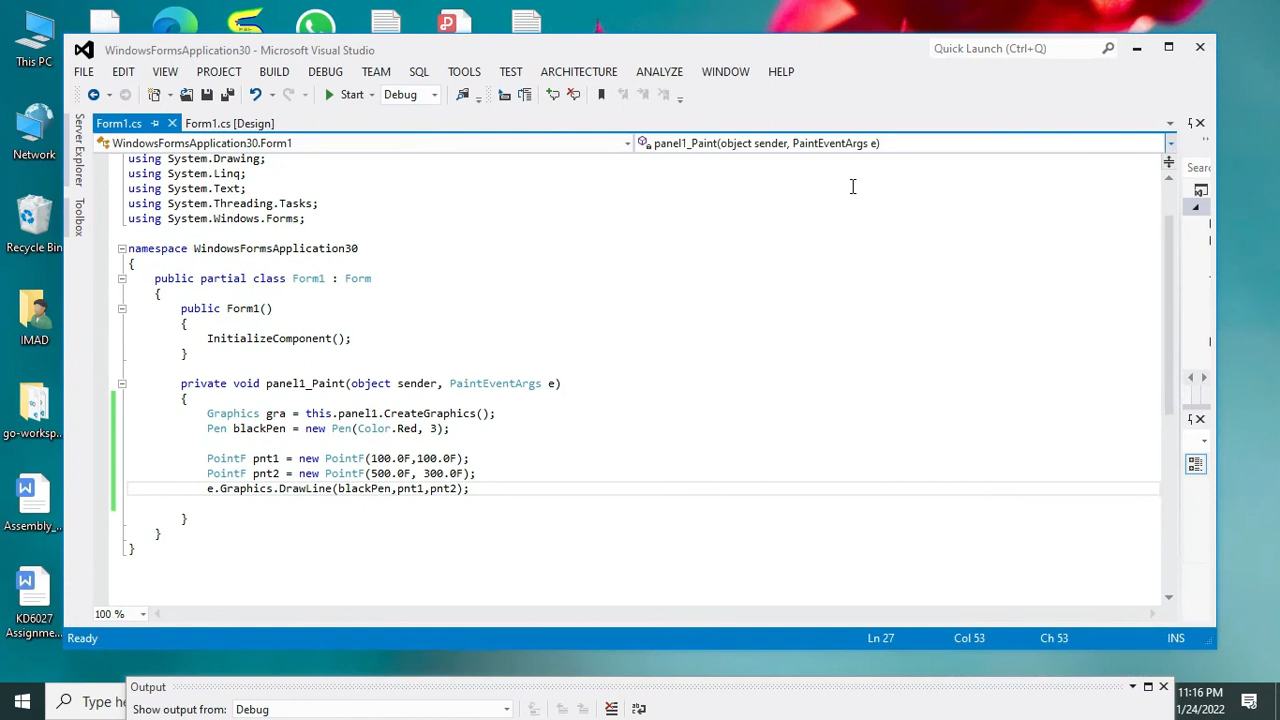 This PC
Network
Recycle Bin
IMAD
go-worksp...
Assembly_...
KD6027
Assignme...
WindowsFormsApplication30 - Microsoft Visual Studio
Quick Launch (Ctrl+Q)
FILE EDIT VIEW PROJECT BUILD DEBUG TEAM SQL TOOLS TEST ARCHITECTURE ANALYZE WINDOW HELP
Start Debug
Server Explorer
Toolbox
Form1.cs Form1.cs [Design]
WindowsFormsApplication30.Form1 panel1_Paint(object sender, PaintEventArgs e)
using System.Drawing;
using System.Linq;
using System.Text;
using System.Threading.Tasks;
using System.Windows.Forms;
namespace WindowsFormsApplication30
{
public partial class Form1 : Form
{
public Form1()
{
InitializeComponent();
}
private void panel1_Paint(object sender, PaintEventArgs e)
{
Graphics gra = this.panel1.CreateGraphics();
Pen blackPen = new Pen(Color.Red, 3);
PointF pnt1 = new PointF(100.0F,100.0F);
PointF pnt2 = new PointF(500.0F, 300.0F);
e.Graphics.DrawLine(blackPen,pnt1,pnt2);
}
}
}
100 %
Ready Ln 27 Col 53 Ch 53 INS
Output
Show output from: Debug
Type he
11:16 PM
1/24/2022